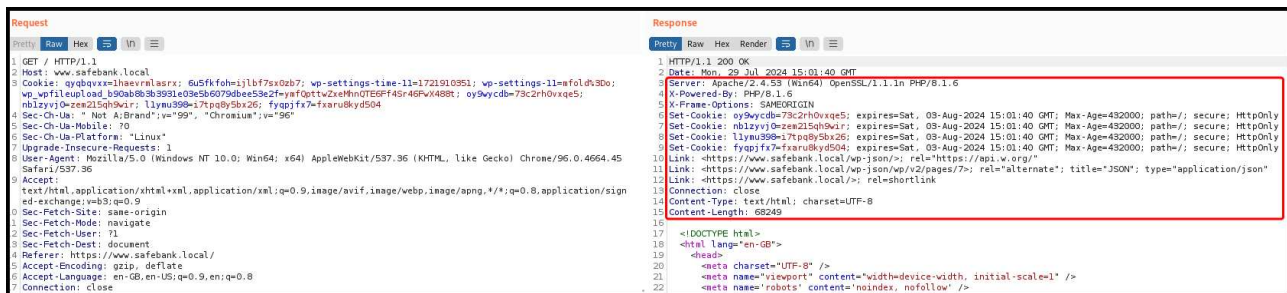 Request
Pretty Raw Hex \n
1 GET / HTTP/1.1
2 Host: www.safebank.local
3 Cookie: qyqbqvxv=1haevrmlasrx; 6u5fkfoh=ijlbf7sx0zb7; wp-settings-time-11=1721910351; wp-settings-11=mfold%3Do;
wp_wpfileupload_b90ab8b3b3931e03e5b6079dbee53e2f=ymfQpttwZxeMhnQTE6Ff4Sr46FwX488t; oy9wycdb=73c2rh0vxqe5;
nb1zyvj0=zem215qh9wir; l1ymu398=i7tpq8y5bx26; fyqpjfx7=fxaru8kyd504
4 Sec-Ch-Ua: " Not A;Brand";v="99", "Chromium";v="96"
5 Sec-Ch-Ua-Mobile: ?0
6 Sec-Ch-Ua-Platform: "Linux"
7 Upgrade-Insecure-Requests: 1
8 User-Agent: Mozilla/5.0 (Windows NT 10.0; Win64; x64) AppleWebKit/537.36 (KHTML, like Gecko) Chrome/96.0.4664.45
Safari/537.36
9 Accept:
text/html,application/xhtml+xml,application/xml;q=0.9,image/avif,image/webp,image/apng,*/*;q=0.8,application/sign
ed-exchange;v=b3;q=0.9
0 Sec-Fetch-Site: same-origin
1 Sec-Fetch-Mode: navigate
2 Sec-Fetch-User: ?1
3 Sec-Fetch-Dest: document
4 Referer: https://www.safebank.local/
5 Accept-Encoding: gzip, deflate
6 Accept-Language: en-GB,en-US;q=0.9,en;q=0.8
7 Connection: close
Response
Pretty Raw Hex Render \n
1 HTTP/1.1 200 OK
2 Date: Mon, 29 Jul 2024 15:01:40 GMT
3 Server: Apache/2.4.53 (Win64) OpenSSL/1.1.1n PHP/8.1.6
4 X-Powered-By: PHP/8.1.6
5 X-Frame-Options: SAMEORIGIN
6 Set-Cookie: oy9wycdb=73c2rh0vxqe5; expires=Sat, 03-Aug-2024 15:01:40 GMT; Max-Age=432000; path=/; secure; HttpOnly
7 Set-Cookie: nb1zyvj0=zem215qh9wir; expires=Sat, 03-Aug-2024 15:01:40 GMT; Max-Age=432000; path=/; secure; HttpOnly
8 Set-Cookie: l1ymu398=i7tpq8y5bx26; expires=Sat, 03-Aug-2024 15:01:40 GMT; Max-Age=432000; path=/; secure; HttpOnly
9 Set-Cookie: fyqpjfx7=fxaru8kyd504; expires=Sat, 03-Aug-2024 15:01:40 GMT; Max-Age=432000; path=/; secure; HttpOnly
10 Link: <https://www.safebank.local/wp-json/>; rel="https://api.w.org/"
11 Link: <https://www.safebank.local/wp-json/wp/v2/pages/7>; rel="alternate"; title="JSON"; type="application/json"
12 Link: <https://www.safebank.local/>; rel=shortlink
13 Connection: close
14 Content-Type: text/html; charset=UTF-8
15 Content-Length: 68249
16
17 <!DOCTYPE html>
18 <html lang="en-GB">
19 <head>
20 <meta charset="UTF-8" />
21 <meta name="viewport" content="width=device-width, initial-scale=1" />
22 <meta name='robots' content='noindex, nofollow' />